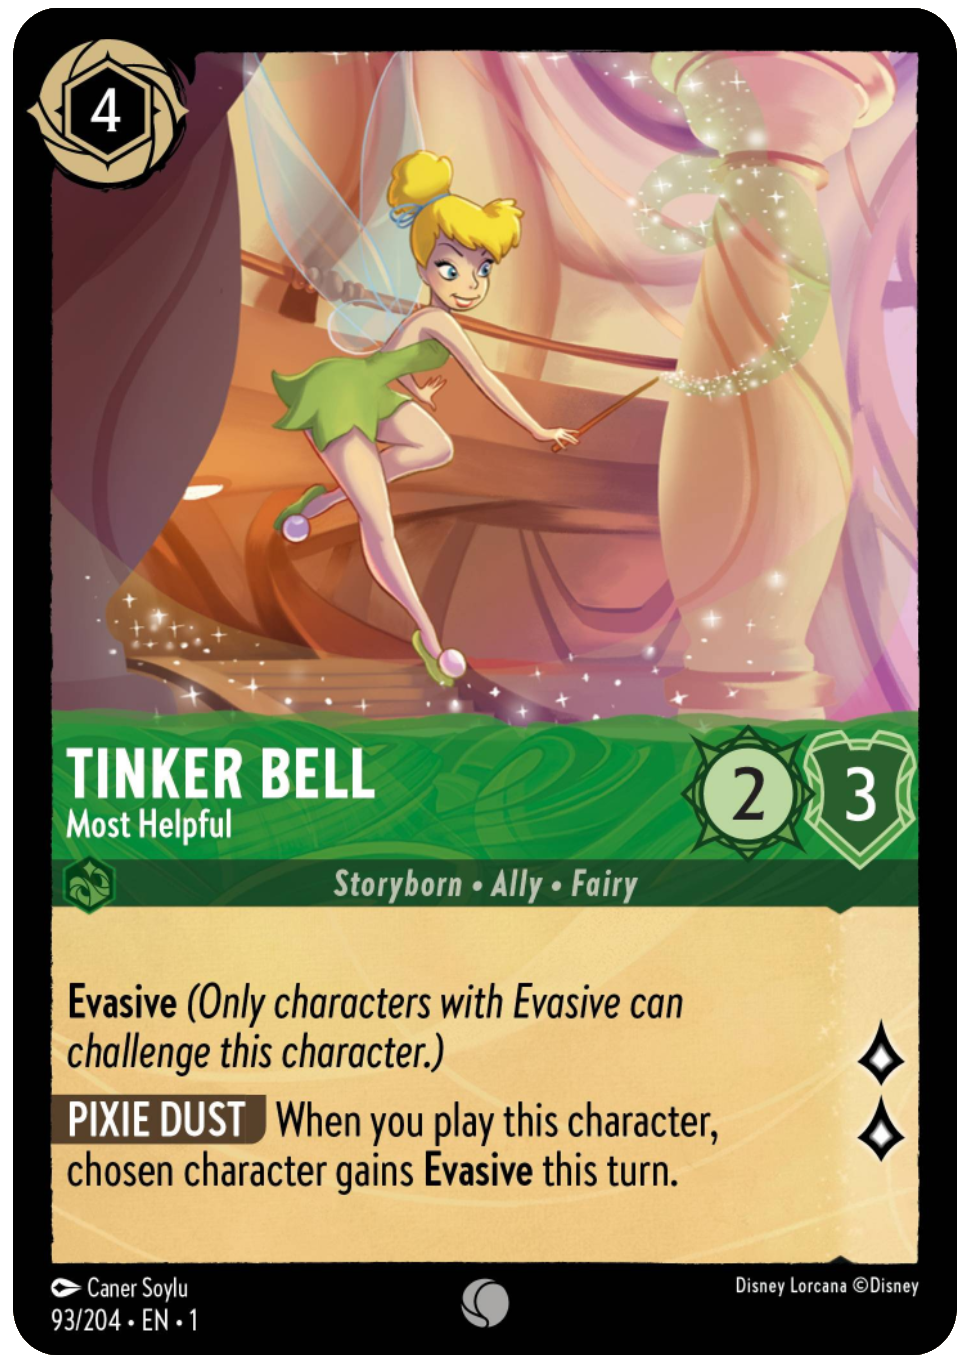 4
TINKER BELL
Most Helpful
2 3
Storyborn • Ally • Fairy
Evasive (Only characters with Evasive can
challenge this character.)
PIXIE DUST When you play this character,
chosen character gains Evasive this turn.
Caner Soylu
93/204 • EN • 1
Disney Lorcana ©Disney